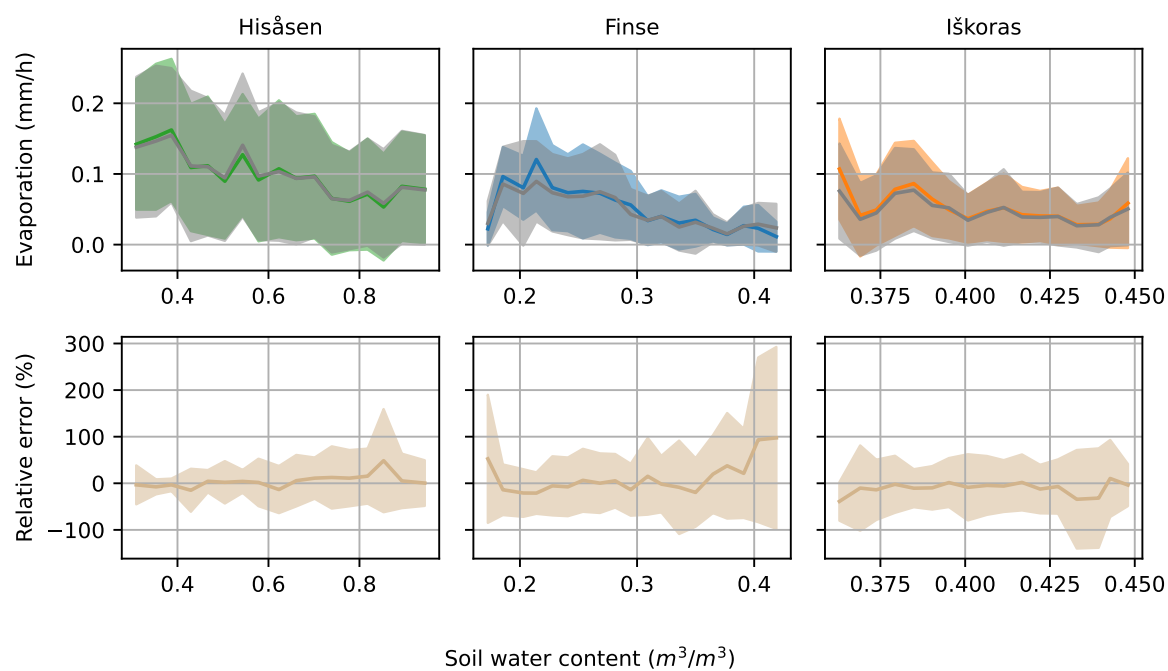 Hisåsen Finse Iškoras
Evaporation (mm/h)
0.2
0.1
0.0
0.4 0.6 0.8 0.2 0.3 0.4 0.375 0.400 0.425 0.450
Relative error (%)
300
200
100
0
−100
0.4 0.6 0.8 0.2 0.3 0.4 0.375 0.400 0.425 0.450
Soil water content (m³/m³)